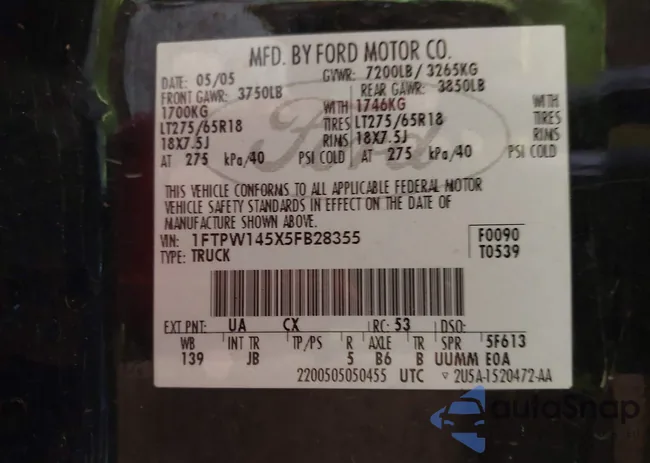 MFD. BY FORD MOTOR CO.
DATE: 05/05 GVWR: 7200LB / 3265KG
FRONT GAWR: 3750LB REAR GAWR: 3850LB
1700KG WITH 1746KG WITH
LT275/65R18 TIRES LT275/65R18 TIRES
18X7.5J RIMS 18X7.5J RIMS
AT 275 kPa/40 PSI COLD AT 275 kPa/40 PSI COLD
THIS VEHICLE CONFORMS TO ALL APPLICABLE FEDERAL MOTOR
VEHICLE SAFETY STANDARDS IN EFFECT ON THE DATE OF
MANUFACTURE SHOWN ABOVE.
VIN: 1FTPW145X5FB28355 F0090
TYPE: TRUCK T0539
EXT PNT: UA CX RC: 53 DSO:
WB INT TR TP/PS R AXLE TR SPR 5F613
139 JB 5 B6 B UUMM E0A
2200505050455 UTC ▽ 2U5A-1520472-AA
Ford
autoSnap